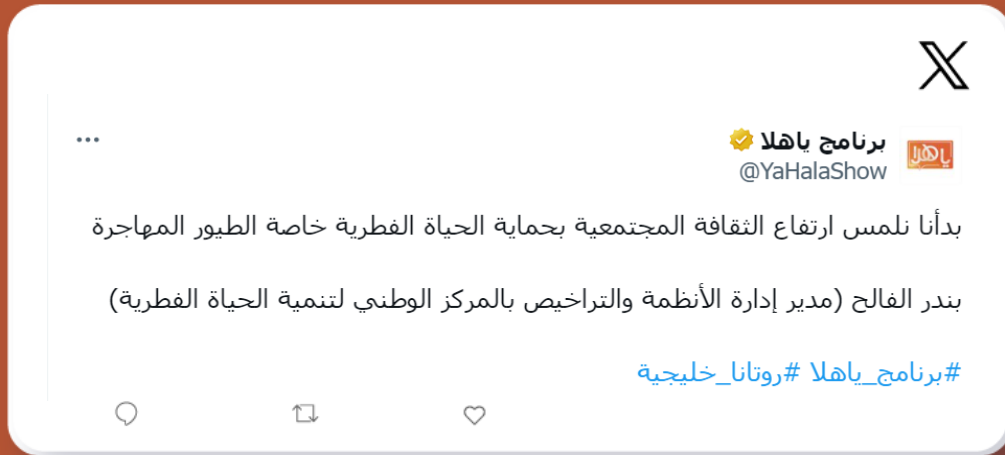 X
برنامج ياهلا
@YaHalaShow
ياهلا
بدأنا نلمس ارتفاع الثقافة المجتمعية بحماية الحياة الفطرية خاصة الطيور المهاجرة
بندر الفالح (مدير إدارة الأنظمة والتراخيص بالمركز الوطني لتنمية الحياة الفطرية)
#برنامج_ياهلا #روتانا_خليجية